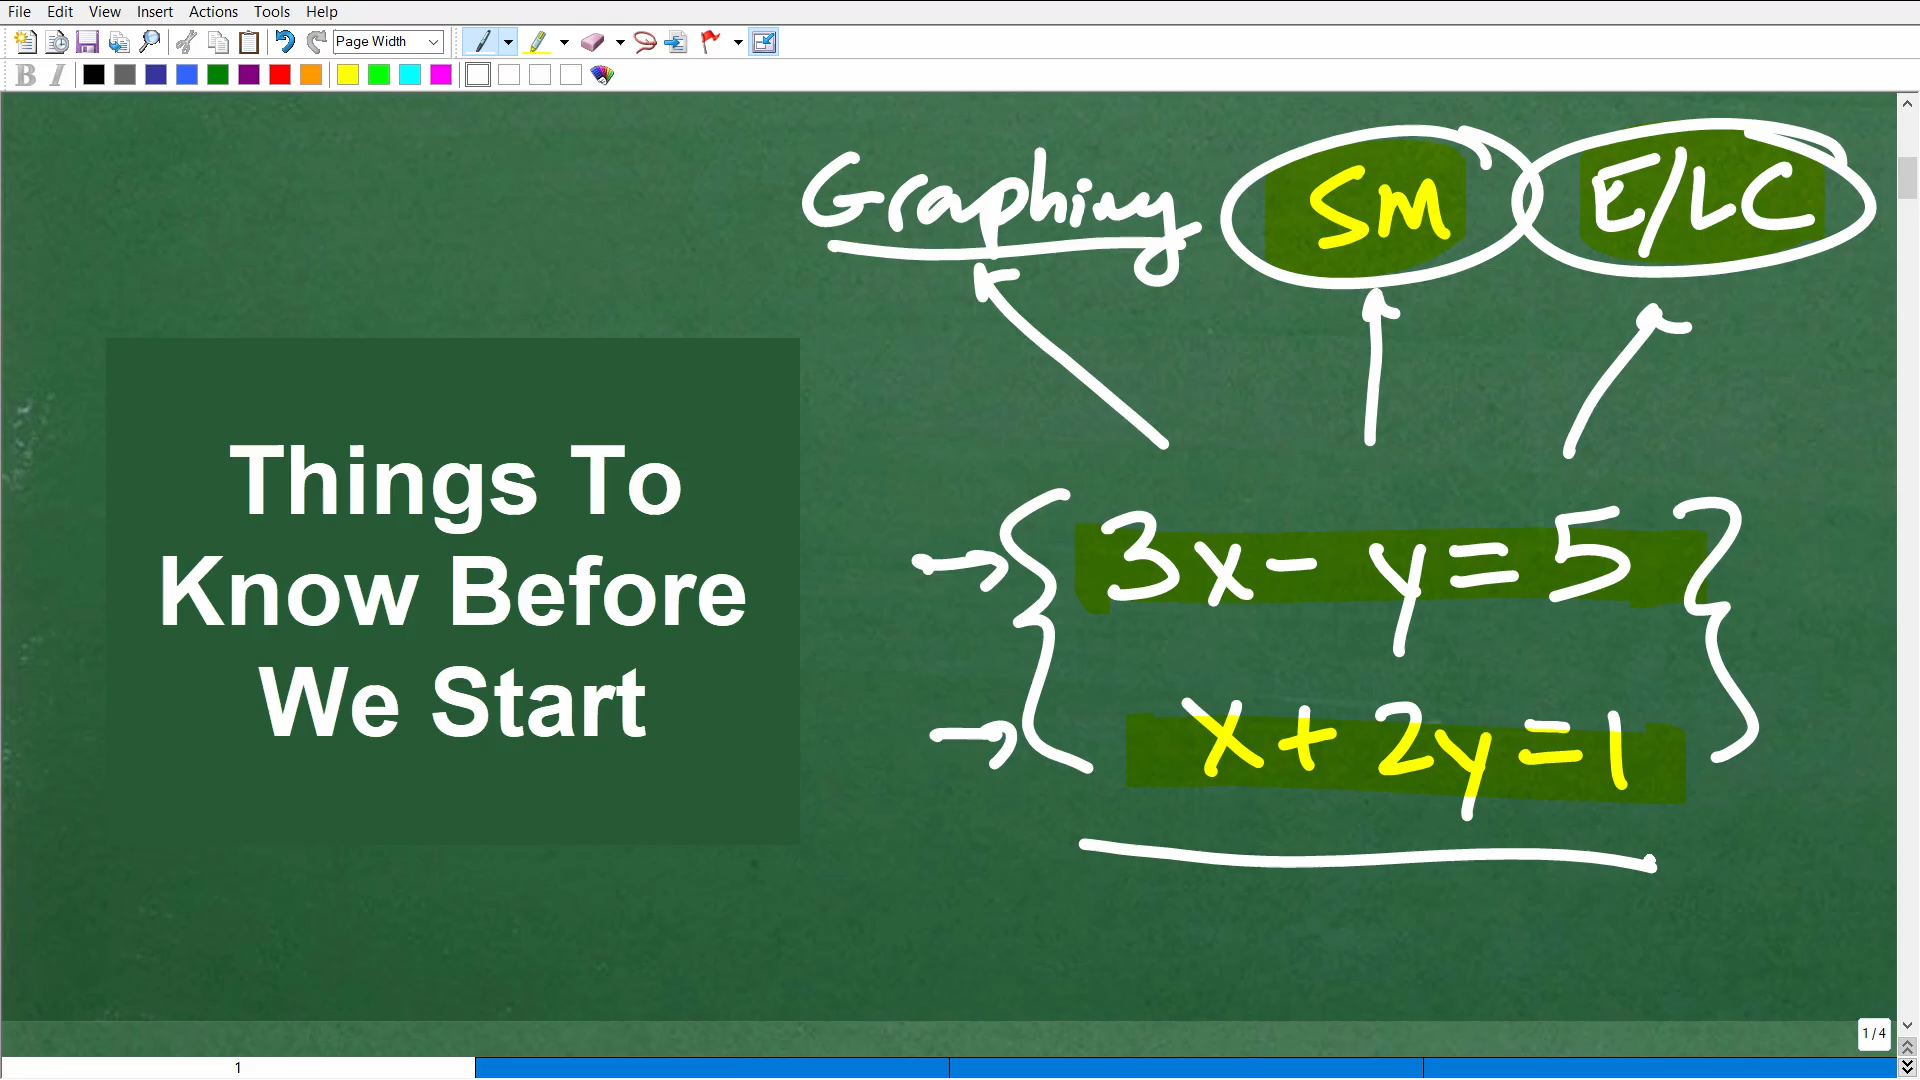 File Edit View Insert Actions Tools Help
Page Width
B I
Graphing SM E/LC
Things To
Know Before
We Start
3x - y = 5
x + 2y = 1
1 / 4
1